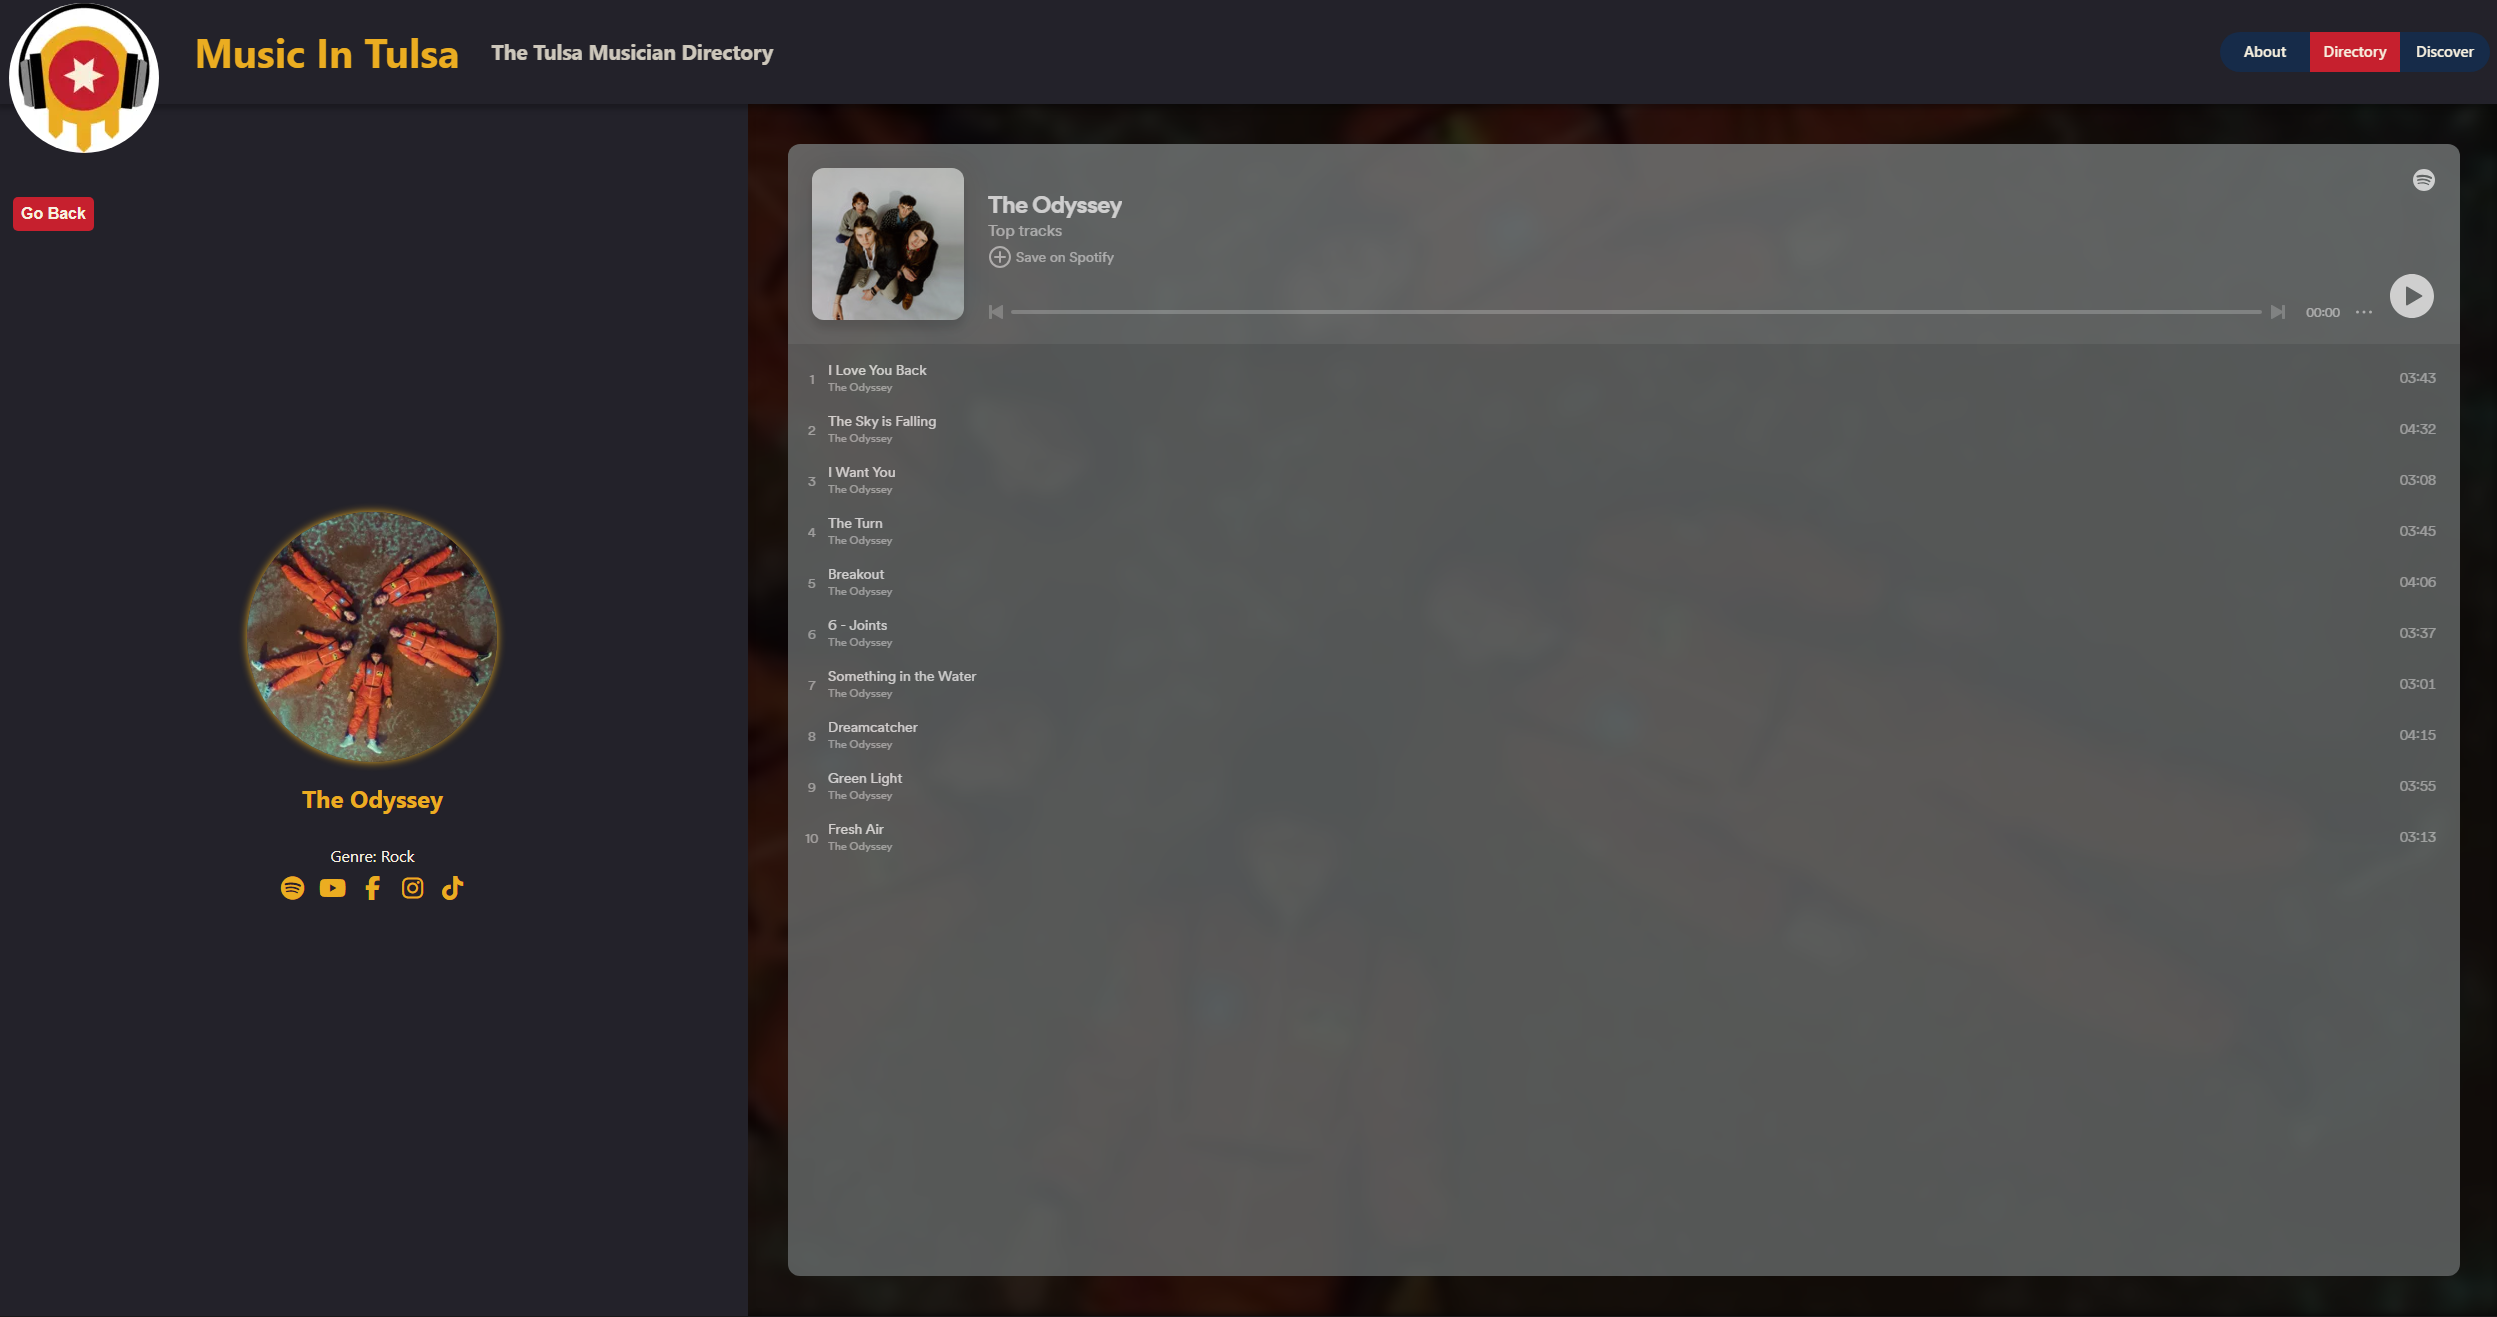 Music In Tulsa
The Tulsa Musician Directory
About
Directory
Discover
Go Back
The Odyssey
Genre: Rock
The Odyssey
Top tracks
Save on Spotify
00:00
1
I Love You Back
The Odyssey
03:43
2
The Sky is Falling
The Odyssey
04:32
3
I Want You
The Odyssey
03:08
4
The Turn
The Odyssey
03:45
5
Breakout
The Odyssey
04:06
6
6 - Joints
The Odyssey
03:37
7
Something in the Water
The Odyssey
03:01
8
Dreamcatcher
The Odyssey
04:15
9
Green Light
The Odyssey
03:55
10
Fresh Air
The Odyssey
03:13